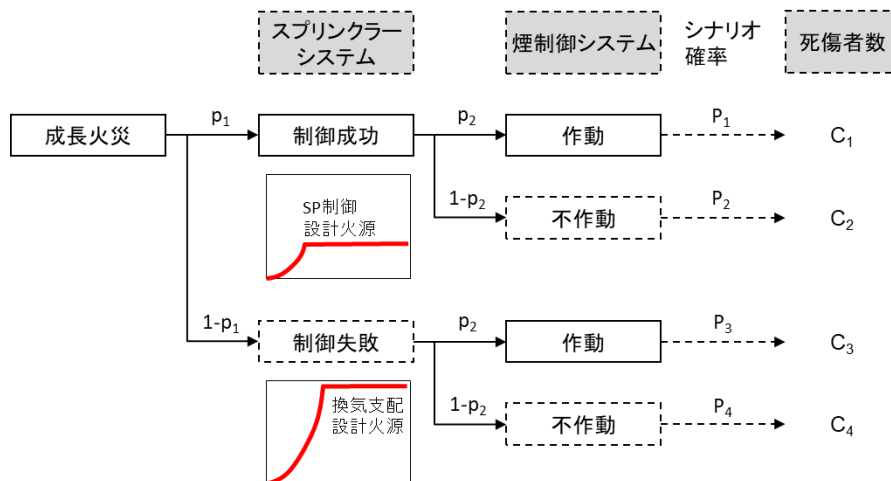 スプリンクラー
システム
煙制御システム
シナリオ
確率
死傷者数
成長火災
p₁
制御成功
p₂
作動
P₁
C₁
SP制御
設計火源
1-p₂
不作動
P₂
C₂
1-p₁
制御失敗
p₂
作動
P₃
C₃
換気支配
設計火源
1-p₂
不作動
P₄
C₄